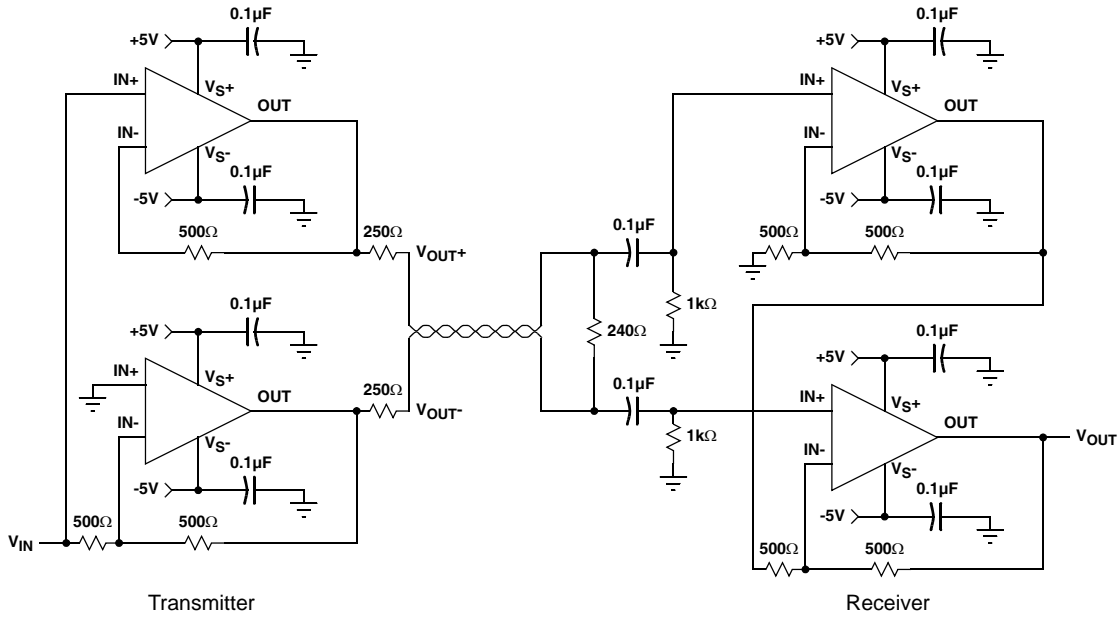 0.1µF
+5V
IN+
VS+
OUT
IN-
VS-
0.1µF
-5V
500Ω
250Ω
VOUT+
0.1µF
+5V
IN+
VS+
OUT
250Ω
VOUT-
IN-
VS-
0.1µF
-5V
500Ω
500Ω
VIN
Transmitter
0.1µF
1kΩ
240Ω
0.1µF
1kΩ
0.1µF
+5V
IN+
VS+
OUT
IN-
VS-
0.1µF
-5V
500Ω
500Ω
0.1µF
+5V
IN+
VS+
OUT
VOUT
IN-
VS-
0.1µF
-5V
500Ω
500Ω
Receiver